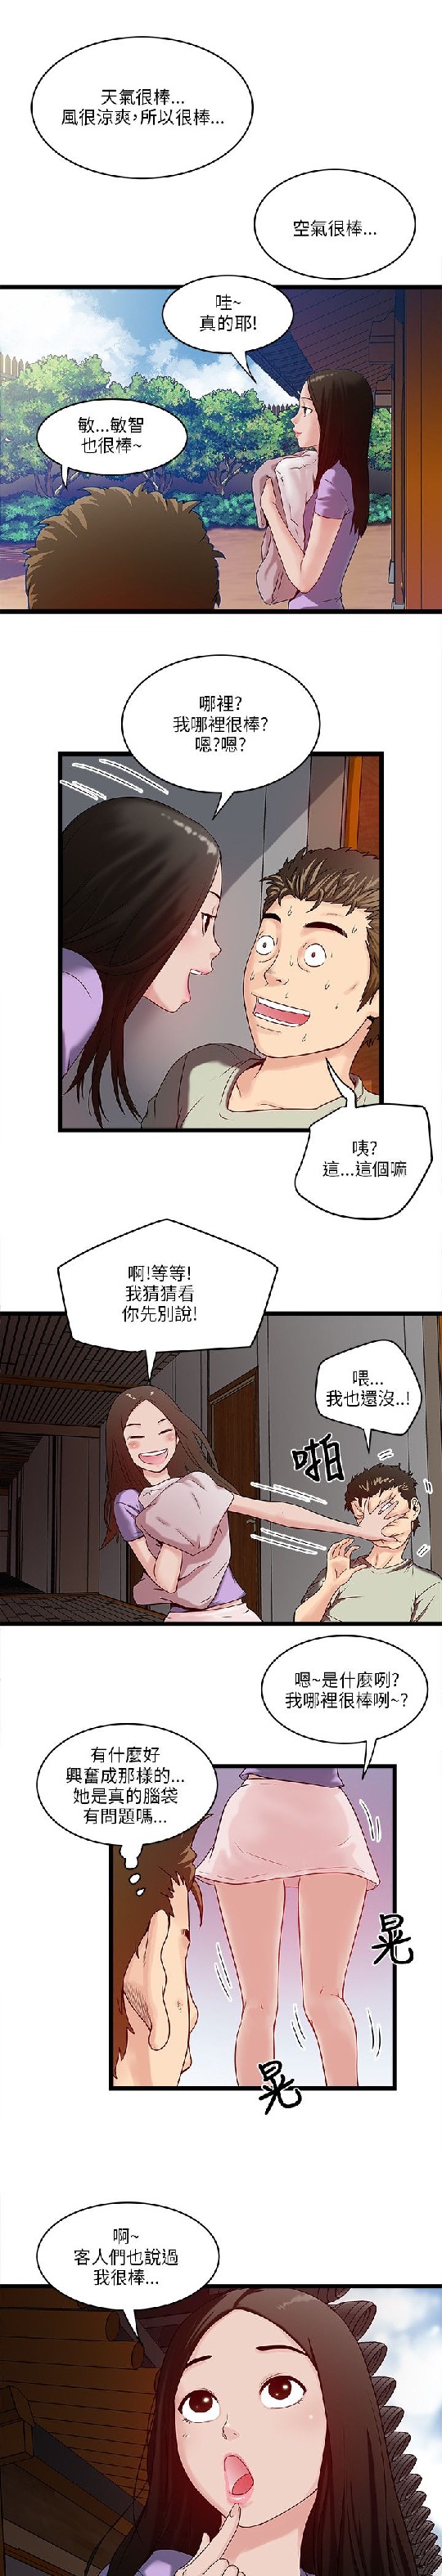 天氣很棒...
風很涼爽,所以很棒...
空氣很棒...
哇~
真的耶!
敏...敏智
也很棒~
哪裡?
我哪裡很棒?
嗯?嗯?
咦?
這...這個嘛
啊!等等!
我猜猜看
你先別說!
喂...
我也還沒..!
啪
嗯~是什麼咧?
我哪裡很棒咧~?
有什麼好
興奮成那樣的...
她是真的腦袋
有問題嗎...
晃
晃
啊~
客人們也說過
我很棒...